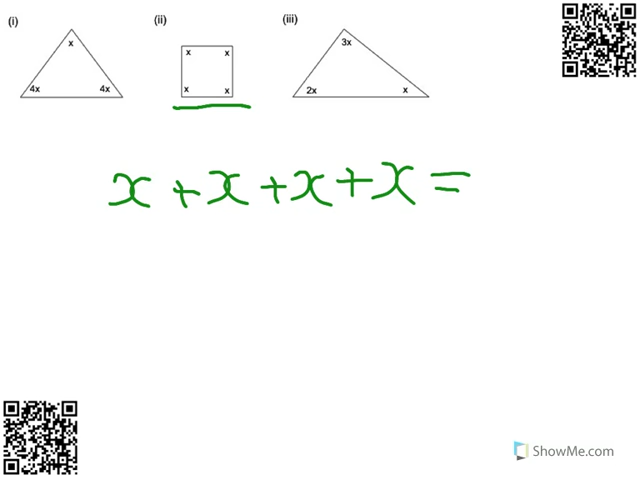 (i) (ii) (iii)
x
4x 4x
x x
x x
3x
2x x
x + x + x + x =
ShowMe.com